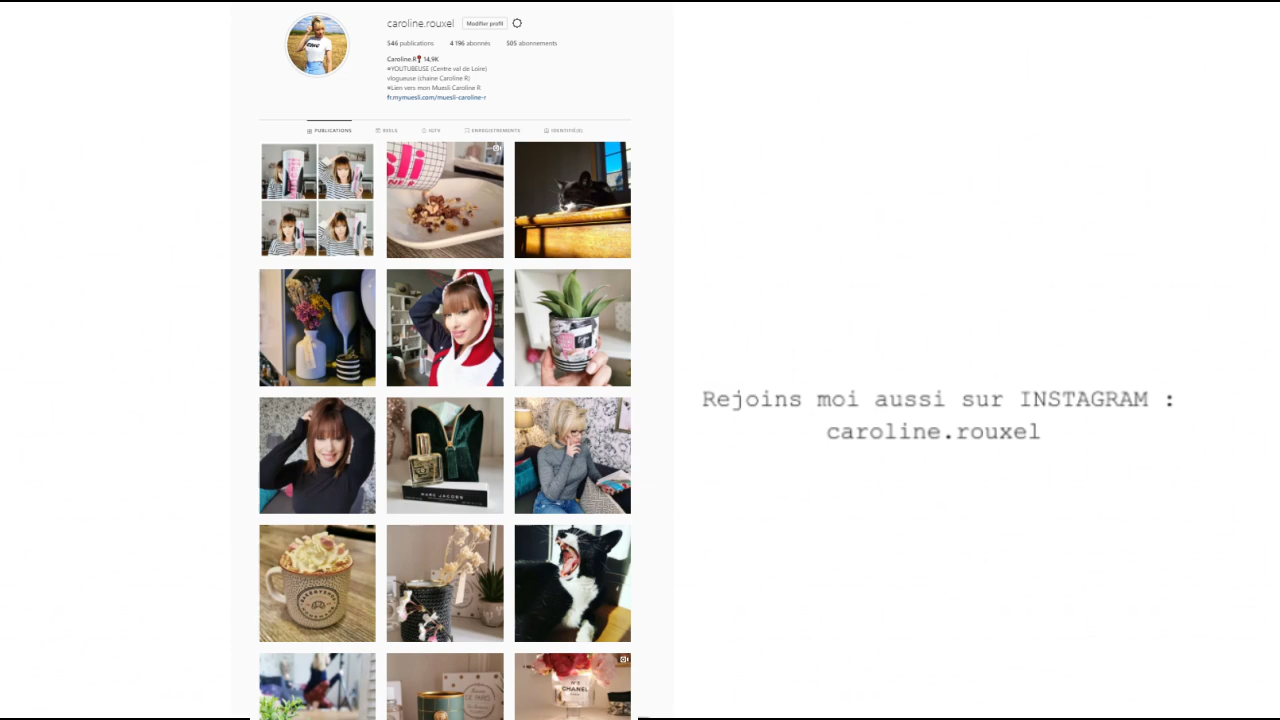 caroline.rouxel Modifier profil
546 publications 4 196 abonnés 505 abonnements
Caroline.R📍 14,9K
#YOUTUBEUSE (Centre val de Loire)
vlogueuse (chaine Caroline R)
#Lien vers mon Muesli Caroline R
fr.mymuesli.com/muesli-caroline-r
PUBLICATIONS REELS IGTV ENREGISTREMENTS IDENTIFIÉ(E)
Rejoins moi aussi sur INSTAGRAM :
caroline.rouxel
MARC JACOBS
N°5
CHANEL